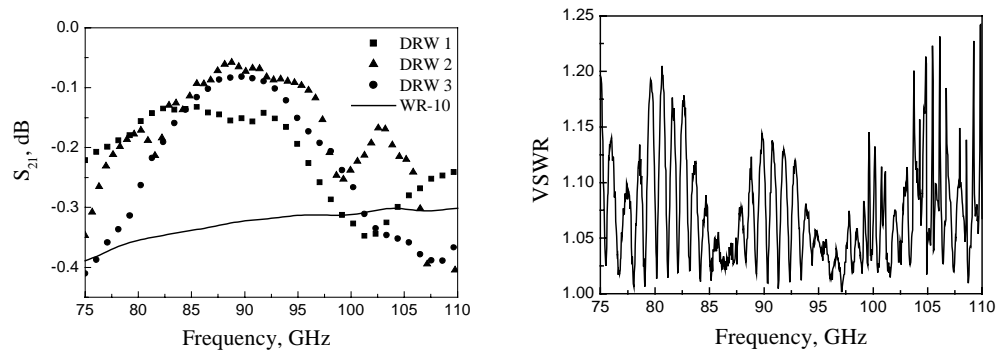 0.0
-0.1
-0.2
-0.3
-0.4
S21, dB
DRW 1
DRW 2
DRW 3
WR-10
75 80 85 90 95 100 105 110
Frequency, GHz
1.25
1.20
1.15
1.10
1.05
1.00
VSWR
75 80 85 90 95 100 105 110
Frequency, GHz